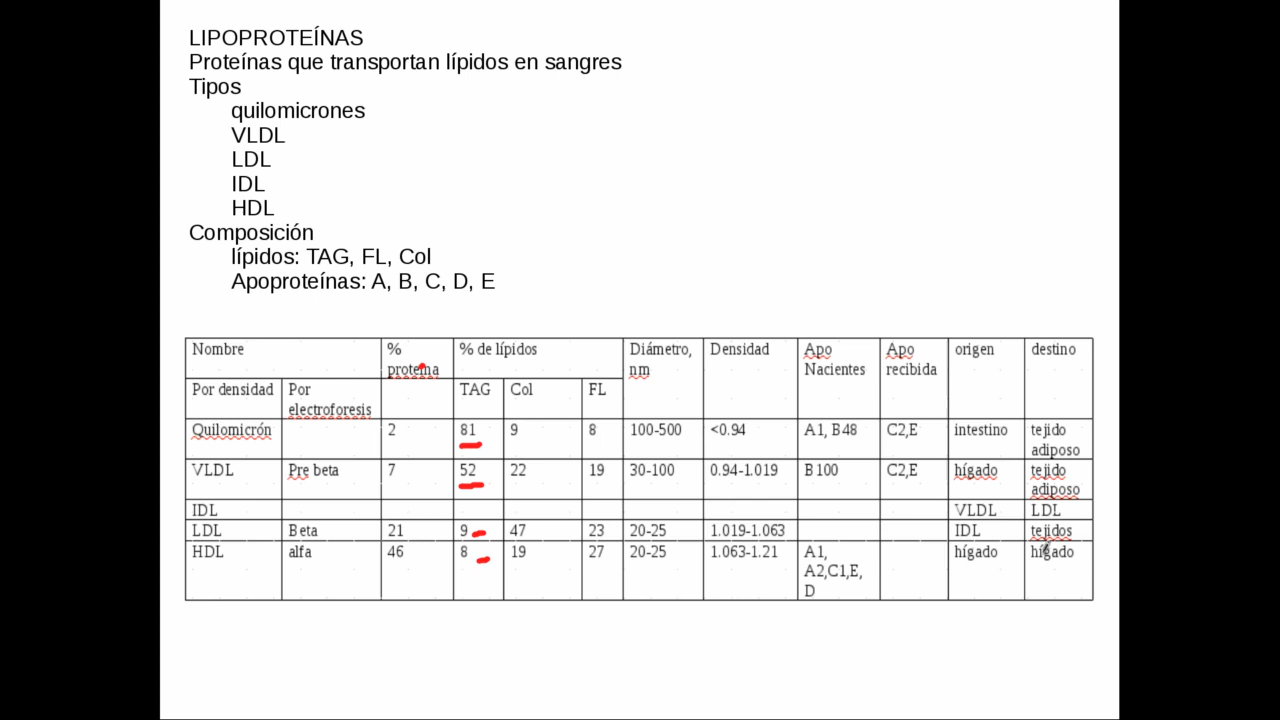 LIPOPROTEÍNAS
Proteínas que transportan lípidos en sangres
Tipos
quilomicrones
VLDL
LDL
IDL
HDL
Composición
lípidos: TAG, FL, Col
Apoproteínas: A, B, C, D, E
Nombre % proteína % de lípidos Diámetro, nm Densidad Apo Nacientes Apo recibida origen destino
Por densidad Por electroforesis TAG Col FL
Quilomicrón 2 81 9 8 100-500 <0.94 A1, B48 C2,E intestino tejido adiposo
VLDL Pre beta 7 52 22 19 30-100 0.94-1.019 B100 C2,E hígado tejido adiposo
IDL VLDL LDL
LDL Beta 21 9 47 23 20-25 1.019-1.063 IDL tejidos
HDL alfa 46 8 19 27 20-25 1.063-1.21 A1, A2,C1,E, D hígado hígado